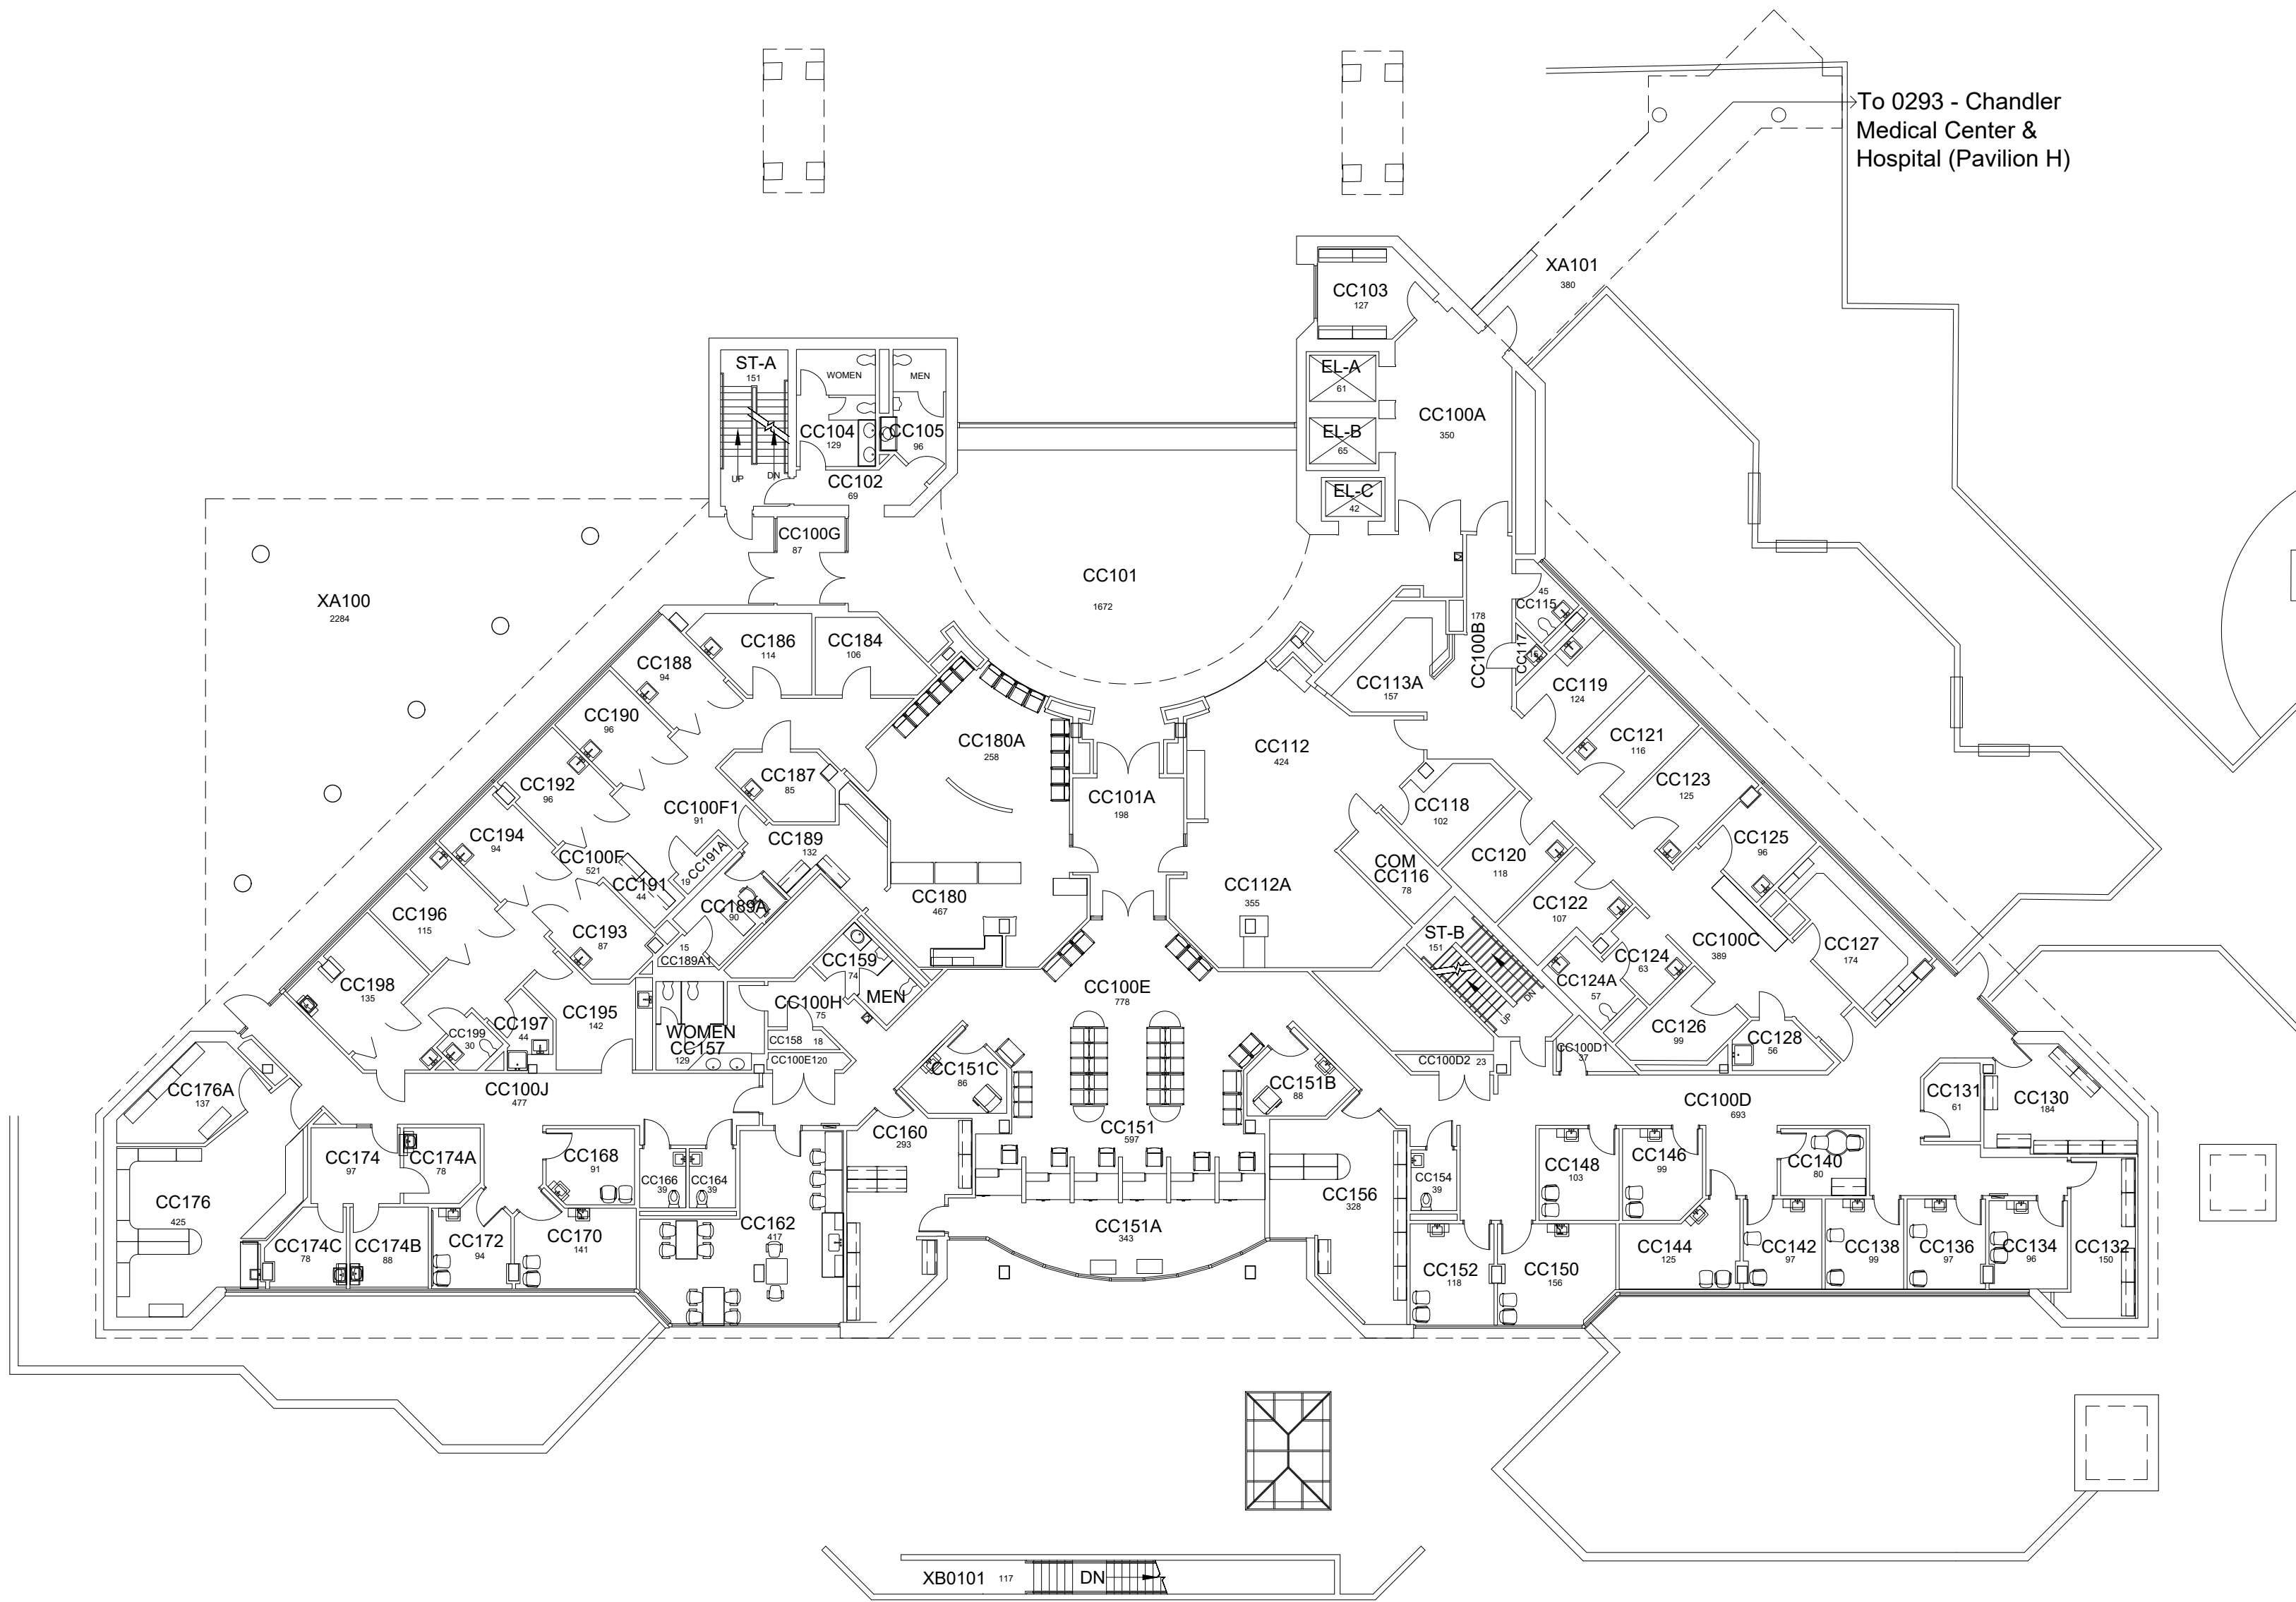 To 0293 - Chandler
Medical Center &
Hospital (Pavilion H)
XA101
380
CC103
127
ST-A
151
WOMEN
MEN
EL-A
61
CC100A
350
EL-B
65
CC104
129
CC105
96
UP
DN
CC102
69
EL-C
42
CC100G
87
CC101
1672
XA100
2284
45
CC115
178
CC100B
CC117
15
CC186
114
CC184
106
CC188
94
CC113A
157
CC119
124
CC190
96
CC180A
258
CC112
424
CC121
116
CC187
85
CC192
96
CC123
125
CC101A
198
CC118
102
CC100F1
91
CC194
94
CC189
132
CC125
96
CC100F
521
CC191A
19
CC191
44
COM
CC116
78
CC120
118
CC112A
355
CC180
467
CC189A
90
CC122
107
CC196
115
CC193
87
ST-B
151
CC100C
389
CC127
174
15
CC189A1
CC159
74
CC124
63
CC198
135
CC124A
57
CC100E
778
MEN
CC100H
75
DN
UP
CC195
142
CC197
44
CC199
30
WOMEN
CC157
129
CC158 18
CC126
99
CC128
56
CC100E1 20
CC100D2 23
CC100D1
37
CC151C
86
CC151B
88
CC176A
137
CC100J
477
CC131
61
CC130
184
CC100D
693
CC160
293
CC151
597
CC174
97
CC174A
78
CC168
91
CC148
103
CC146
99
CC140
80
CC166
39
CC164
39
CC154
39
CC176
425
CC156
328
CC162
417
CC151A
343
CC174C
78
CC174B
88
CC172
94
CC170
141
CC144
125
CC142
97
CC138
99
CC136
97
CC134
96
CC132
150
CC152
118
CC150
156
XB0101 117 DN